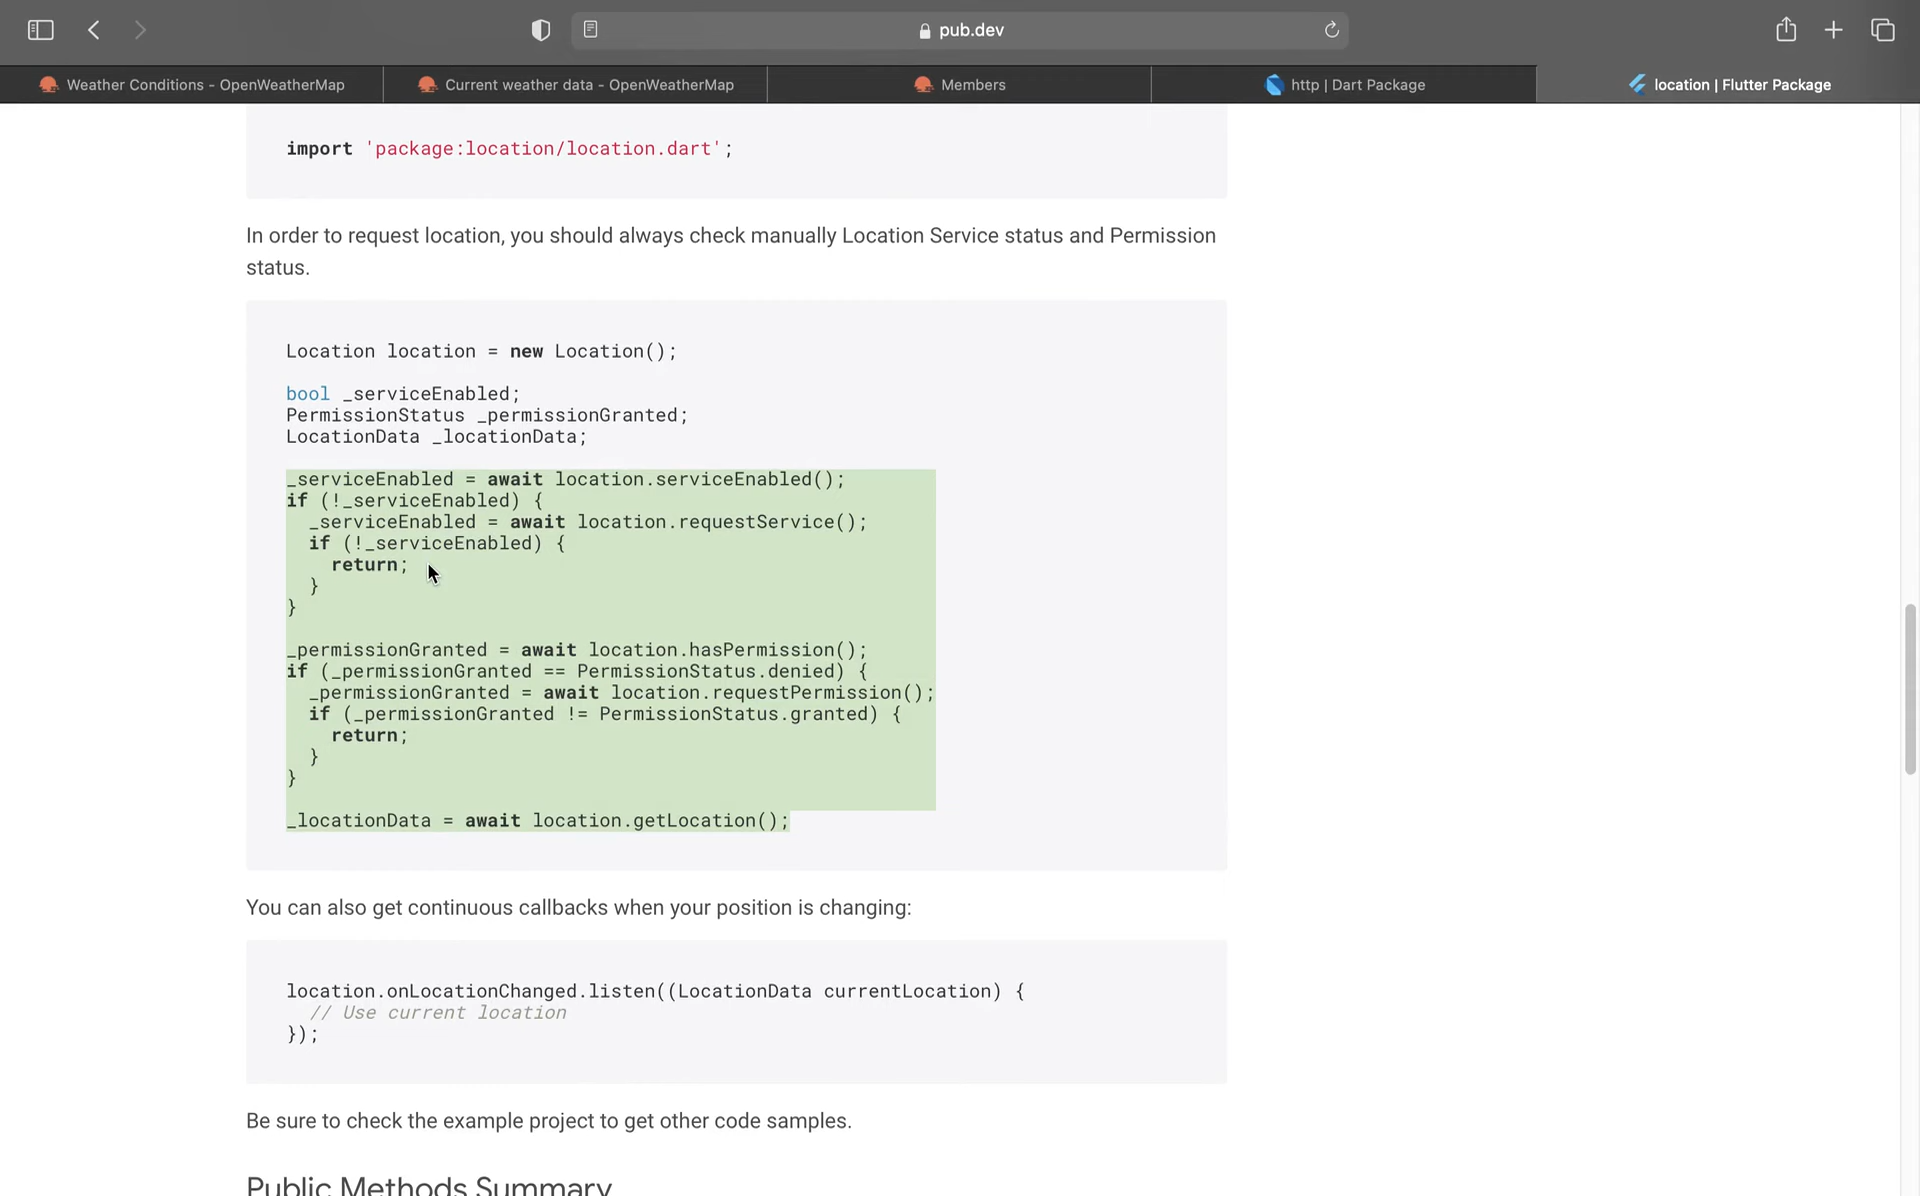 pub.dev
Weather Conditions - OpenWeatherMap
Current weather data - OpenWeatherMap
Members
http | Dart Package
location | Flutter Package
import 'package:location/location.dart';
In order to request location, you should always check manually Location Service status and Permission
status.
Location location = new Location();
bool _serviceEnabled;
PermissionStatus _permissionGranted;
LocationData _locationData;
_serviceEnabled = await location.serviceEnabled();
if (!_serviceEnabled) {
  _serviceEnabled = await location.requestService();
  if (!_serviceEnabled) {
    return;
  }
}
_permissionGranted = await location.hasPermission();
if (_permissionGranted == PermissionStatus.denied) {
  _permissionGranted = await location.requestPermission();
  if (_permissionGranted != PermissionStatus.granted) {
    return;
  }
}
_locationData = await location.getLocation();
You can also get continuous callbacks when your position is changing:
location.onLocationChanged.listen((LocationData currentLocation) {
  // Use current location
});
Be sure to check the example project to get other code samples.
Public Methods Summary